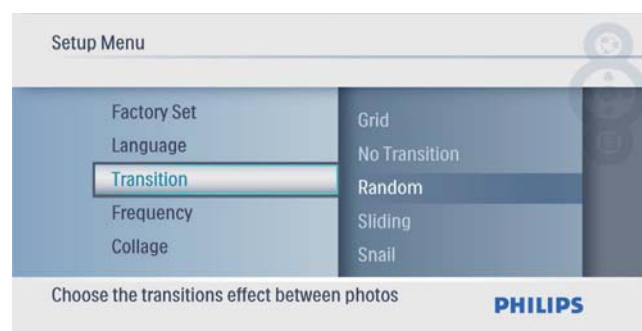 Setup Menu
Factory Set
Language
Transition
Frequency
Collage
Grid
No Transition
Random
Sliding
Snail
Choose the transitions effect between photos
PHILIPS